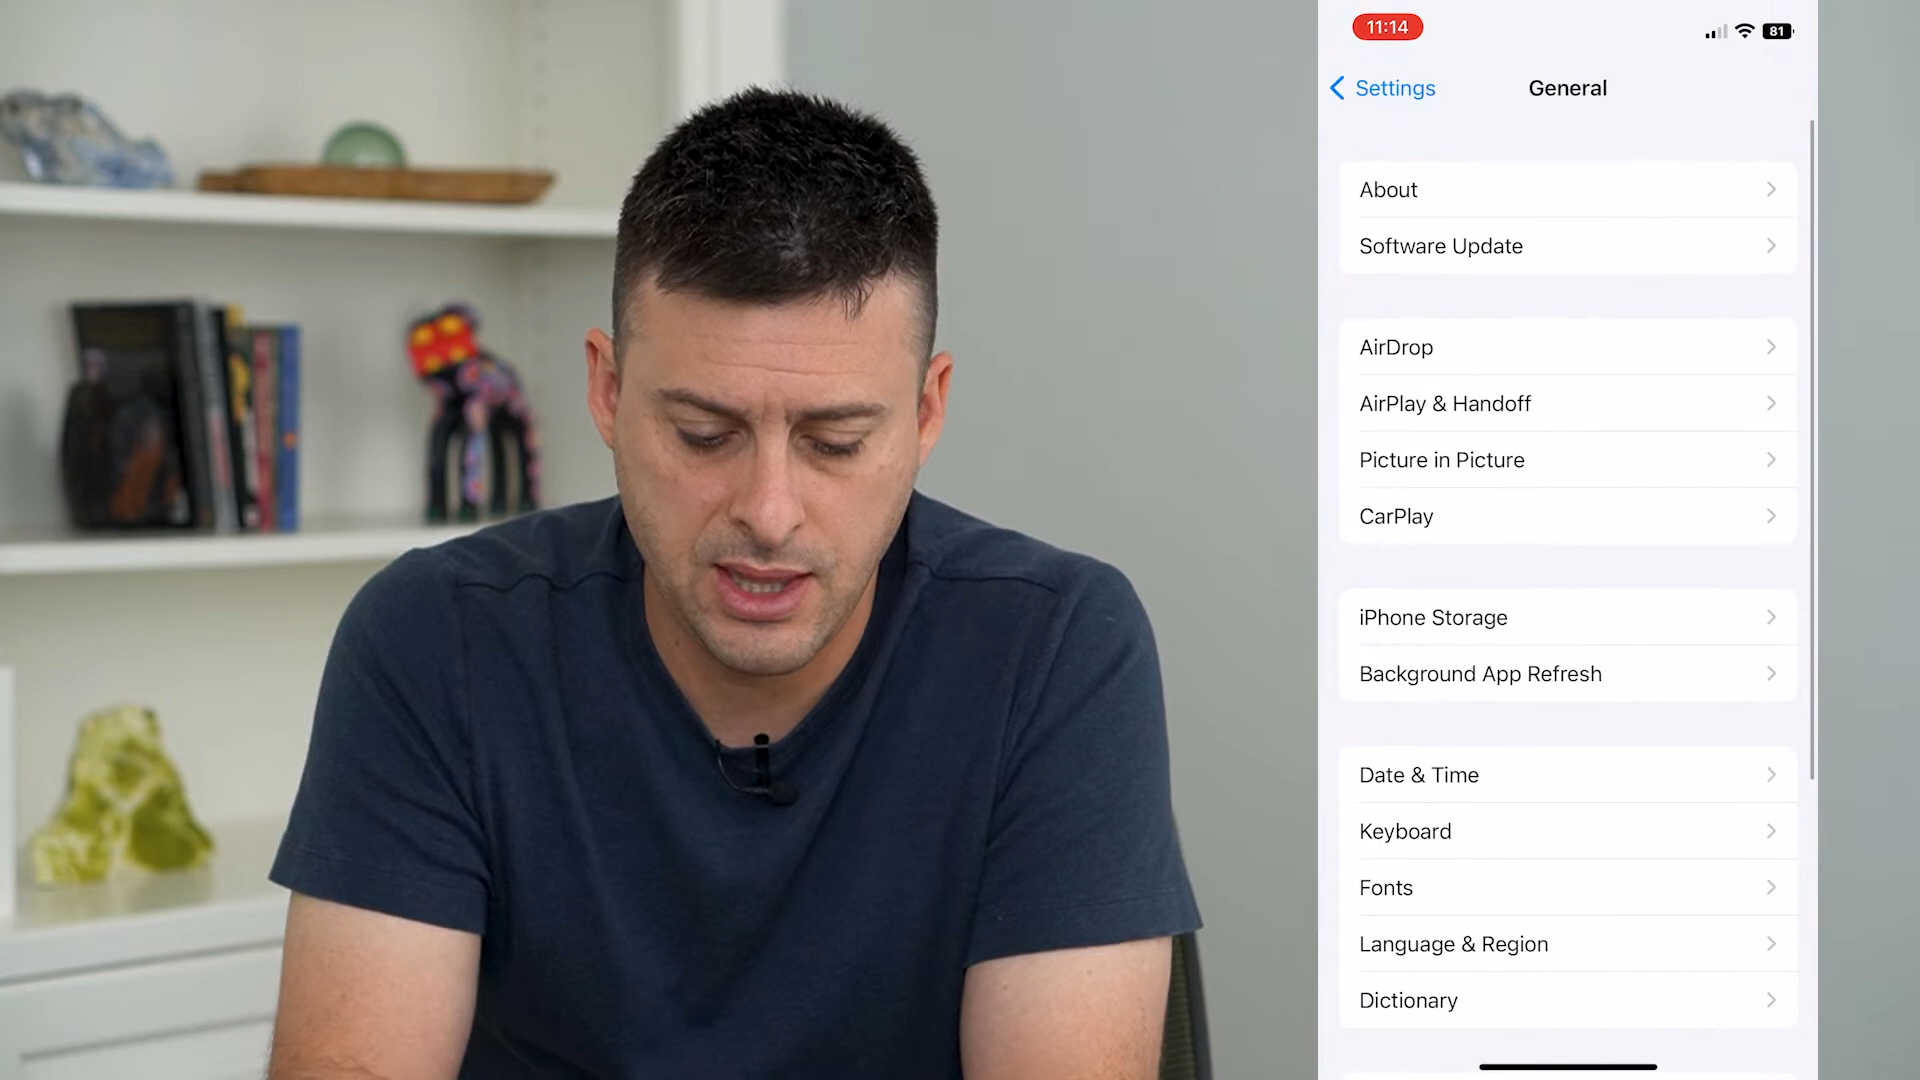 11:14
81
Settings
General
About
Software Update
AirDrop
AirPlay & Handoff
Picture in Picture
CarPlay
iPhone Storage
Background App Refresh
Date & Time
Keyboard
Fonts
Language & Region
Dictionary